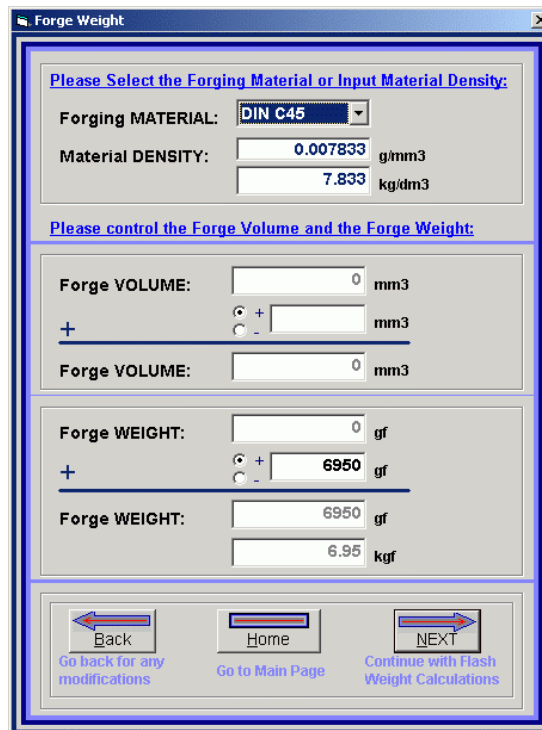 Forge Weight
Please Select the Forging Material or Input Material Density:
Forging MATERIAL: DIN C45
Material DENSITY: 0.007833 g/mm3
7.833 kg/dm3
Please control the Forge Volume and the Forge Weight:
Forge VOLUME: 0 mm3
+ + mm3
-
Forge VOLUME: 0 mm3
Forge WEIGHT: 0 gf
+ + 6950 gf
-
Forge WEIGHT: 6950 gf
6.95 kgf
Back Home NEXT
Go back for any modifications
Go to Main Page
Continue with Flash Weight Calculations